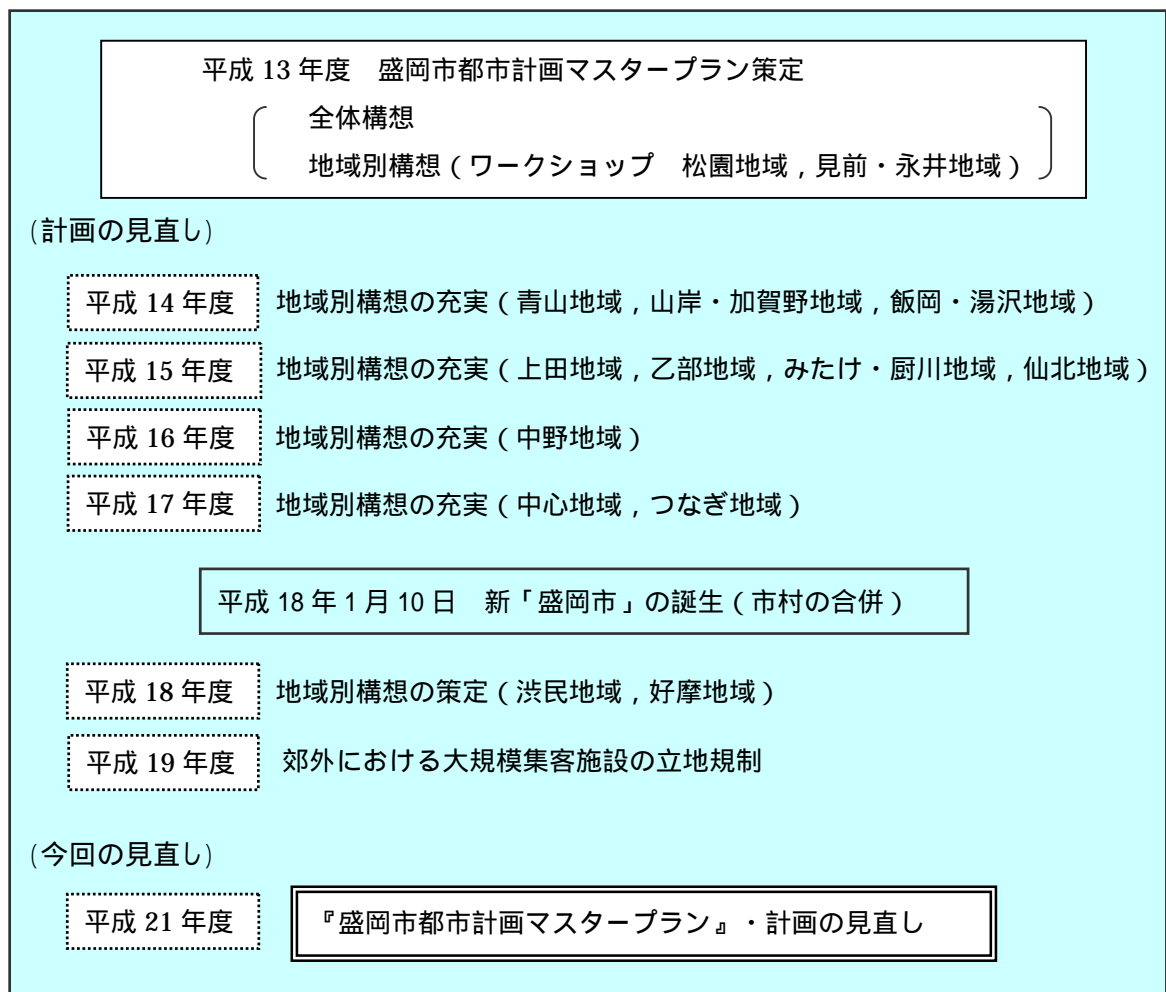 平成 13 年度　盛岡市都市計画マスタープラン策定
全体構想
地域別構想（ワークショップ　松園地域，見前・永井地域）
(計画の見直し)
平成 14 年度　地域別構想の充実（青山地域，山岸・加賀野地域，飯岡・湯沢地域）
平成 15 年度　地域別構想の充実（上田地域，乙部地域，みたけ・厨川地域，仙北地域）
平成 16 年度　地域別構想の充実（中野地域）
平成 17 年度　地域別構想の充実（中心地域，つなぎ地域）
平成 18 年 1 月 10 日　新「盛岡市」の誕生（市村の合併）
平成 18 年度　地域別構想の策定（渋民地域，好摩地域）
平成 19 年度　郊外における大規模集客施設の立地規制
(今回の見直し)
平成 21 年度　『盛岡市都市計画マスタープラン』・計画の見直し